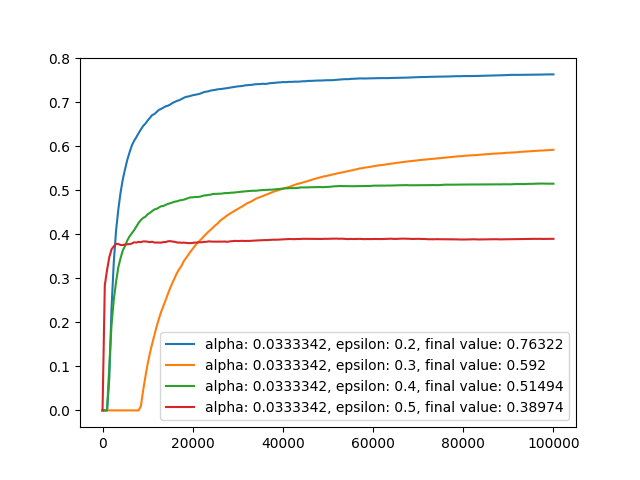 0.8
0.7
0.6
0.5
0.4
0.3
0.2
0.1
0.0
alpha: 0.0333342, epsilon: 0.2, final value: 0.76322
alpha: 0.0333342, epsilon: 0.3, final value: 0.592
alpha: 0.0333342, epsilon: 0.4, final value: 0.51494
alpha: 0.0333342, epsilon: 0.5, final value: 0.38974
0 20000 40000 60000 80000 100000